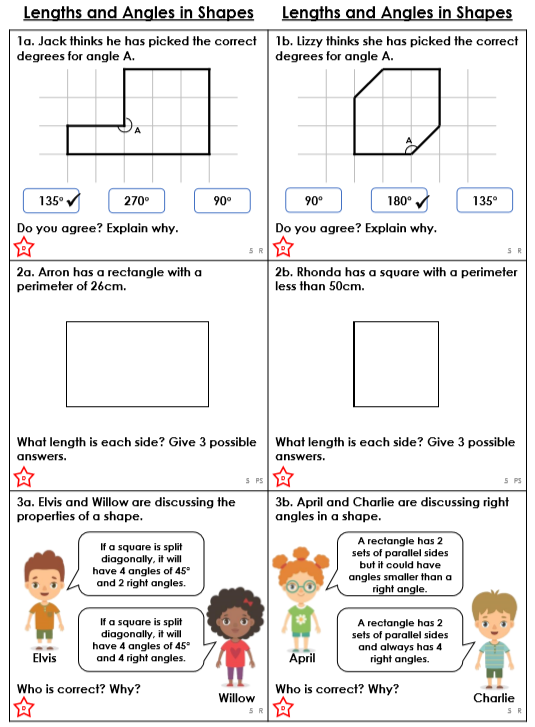 Lengths and Angles in Shapes
Lengths and Angles in Shapes
1a. Jack thinks he has picked the correct
degrees for angle A.
A
135° ✓
270°
90°
Do you agree? Explain why.
D
5 R
1b. Lizzy thinks she has picked the correct
degrees for angle A.
A
90°
180° ✓
135°
Do you agree? Explain why.
D
5 R
2a. Arron has a rectangle with a
perimeter of 26cm.
What length is each side? Give 3 possible
answers.
D
5 PS
2b. Rhonda has a square with a perimeter
less than 50cm.
What length is each side? Give 3 possible
answers.
D
5 PS
3a. Elvis and Willow are discussing the
properties of a shape.
If a square is split
diagonally, it will
have 4 angles of 45°
and 2 right angles.
If a square is split
diagonally, it will
have 4 angles of 45°
and 4 right angles.
Elvis
Willow
Who is correct? Why?
D
5 R
3b. April and Charlie are discussing right
angles in a shape.
A rectangle has 2
sets of parallel sides
but it could have
angles smaller than a
right angle.
A rectangle has 2
sets of parallel sides
and always has 4
right angles.
April
Charlie
Who is correct? Why?
D
5 R